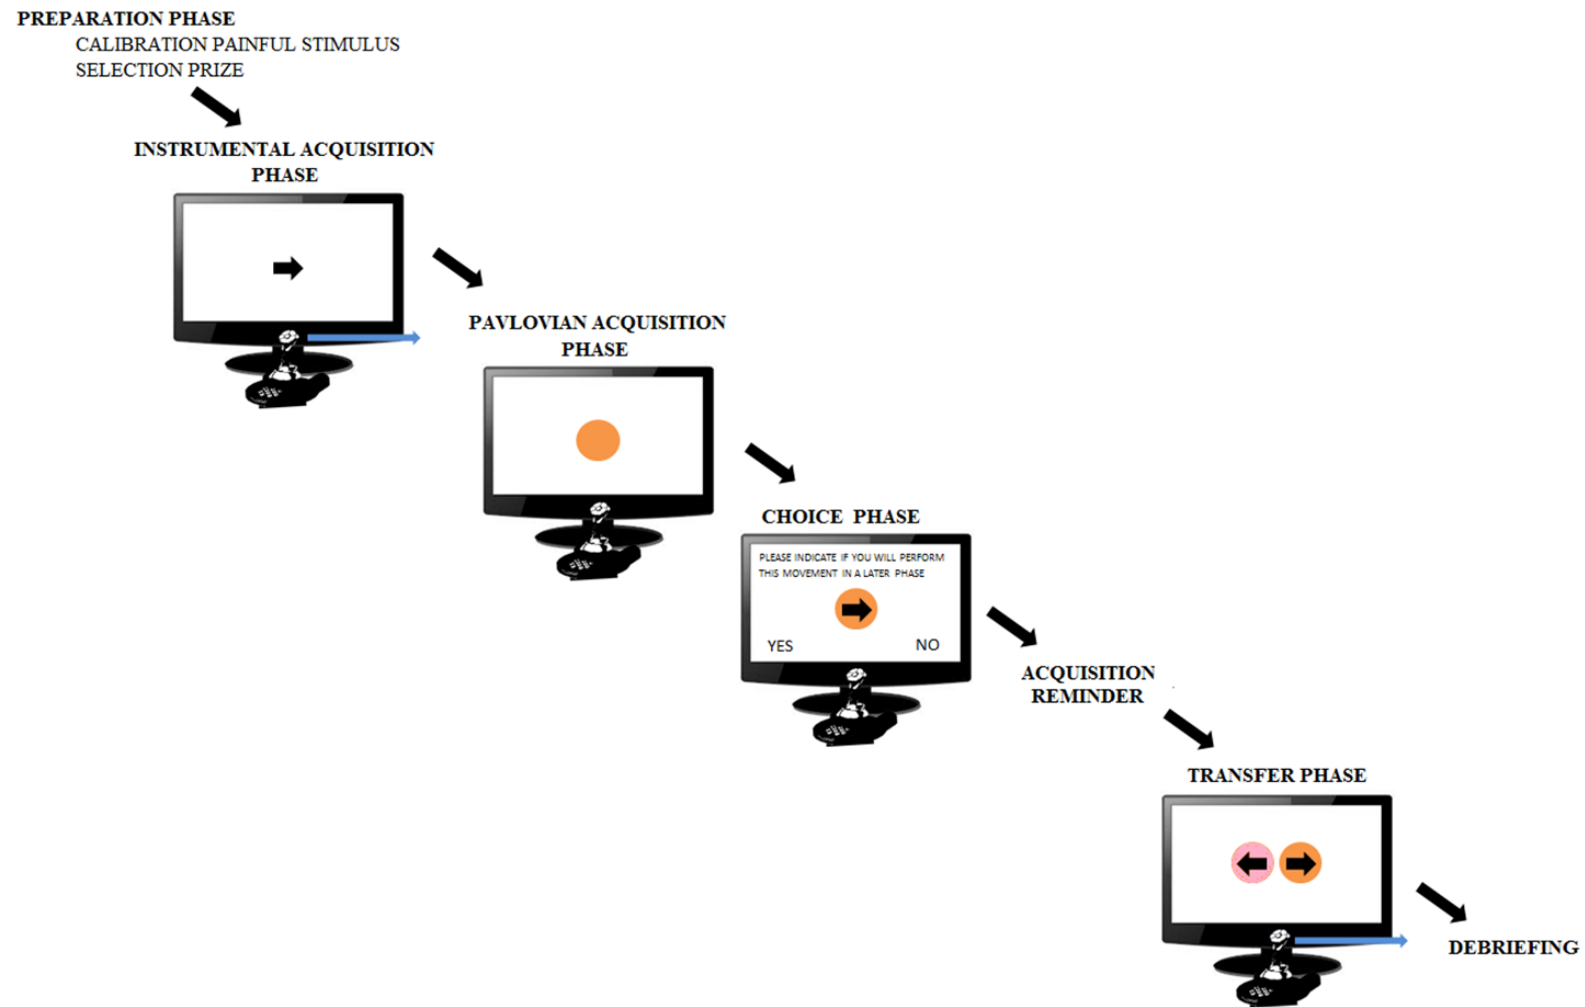 PREPARATION PHASE
CALIBRATION PAINFUL STIMULUS
SELECTION PRIZE
INSTRUMENTAL ACQUISITION
PHASE
PAVLOVIAN ACQUISITION
PHASE
CHOICE PHASE
PLEASE INDICATE IF YOU WILL PERFORM
THIS MOVEMENT IN A LATER PHASE
YES NO
ACQUISITION
REMINDER
TRANSFER PHASE
DEBRIEFING